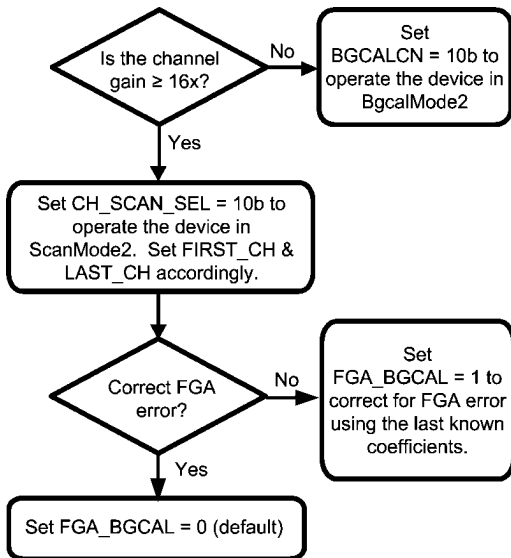 Is the channel
gain ≥ 16x?
No
Set
BGCALCN = 10b to
operate the device in
BgcalMode2
Yes
Set CH_SCAN_SEL = 10b to
operate the device in
ScanMode2. Set FIRST_CH &
LAST_CH accordingly.
Correct FGA
error?
No
Set
FGA_BGCAL = 1 to
correct for FGA error
using the last known
coefficients.
Yes
Set FGA_BGCAL = 0 (default)